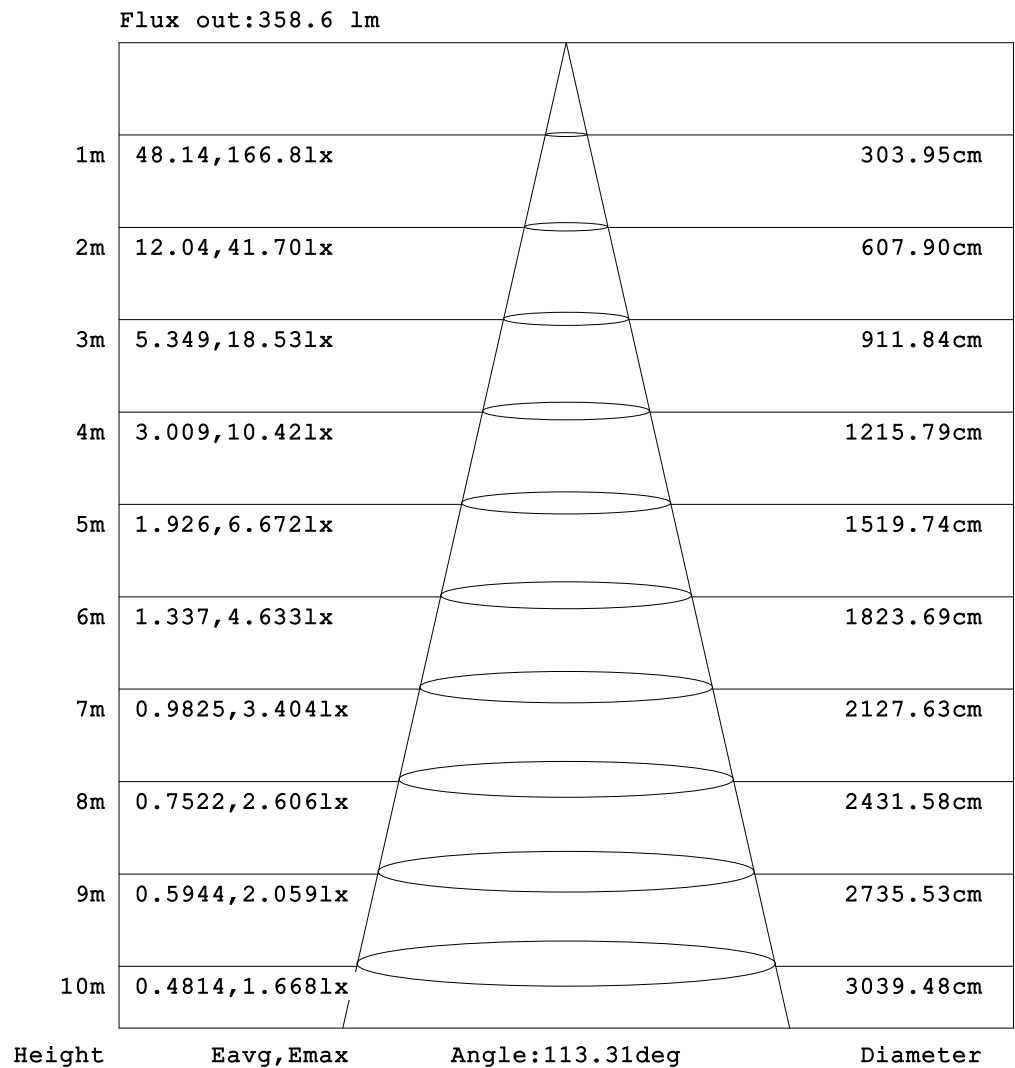 Flux out:358.6 lm
1m 48.14,166.8lx 303.95cm
2m 12.04,41.70lx 607.90cm
3m 5.349,18.53lx 911.84cm
4m 3.009,10.42lx 1215.79cm
5m 1.926,6.672lx 1519.74cm
6m 1.337,4.633lx 1823.69cm
7m 0.9825,3.404lx 2127.63cm
8m 0.7522,2.606lx 2431.58cm
9m 0.5944,2.059lx 2735.53cm
10m 0.4814,1.668lx 3039.48cm
Height Eavg,Emax Angle:113.31deg Diameter